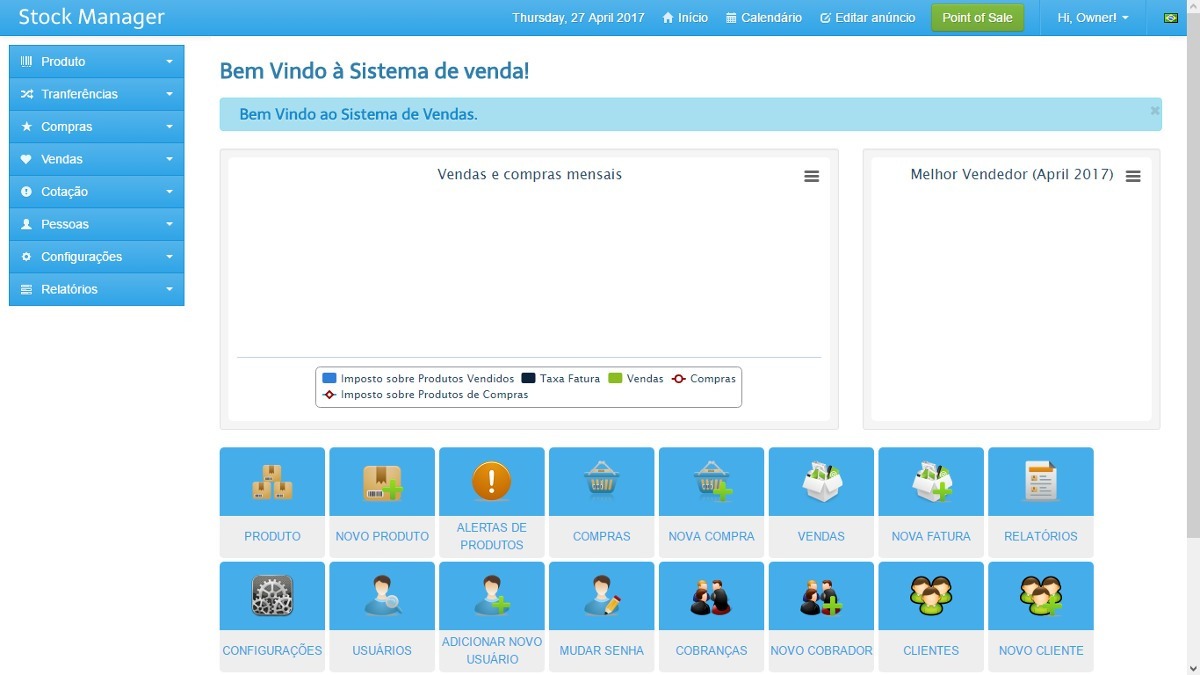 Stock Manager
Thursday, 27 April 2017 Início Calendário Editar anúncio Point of Sale Hi, Owner!
Produto
Tranferências
Compras
Vendas
Cotação
Pessoas
Configurações
Relatórios
Bem Vindo à Sistema de venda!
Bem Vindo ao Sistema de Vendas.
Vendas e compras mensais
Imposto sobre Produtos Vendidos Taxa Fatura Vendas Compras
Imposto sobre Produtos de Compras
Melhor Vendedor (April 2017)
PRODUTO
NOVO PRODUTO
ALERTAS DE
PRODUTOS
COMPRAS
NOVA COMPRA
VENDAS
NOVA FATURA
RELATÓRIOS
CONFIGURAÇÕES
USUÁRIOS
ADICIONAR NOVO
USUÁRIO
MUDAR SENHA
COBRANÇAS
NOVO COBRADOR
CLIENTES
NOVO CLIENTE